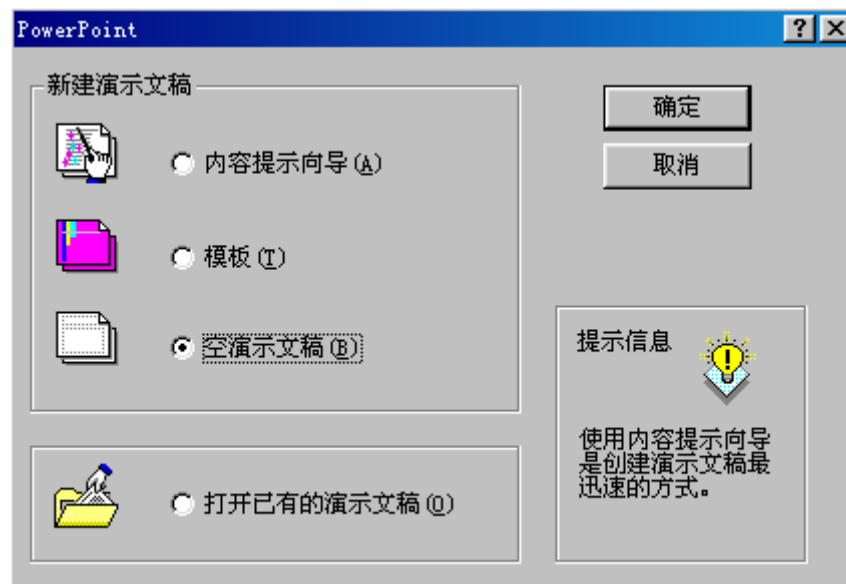 PowerPoint
新建演示文稿
内容提示向导(A)
模板(T)
空演示文稿(B)
打开已有的演示文稿(O)
确定
取消
提示信息
使用内容提示向导
是创建演示文稿最
迅速的方式。